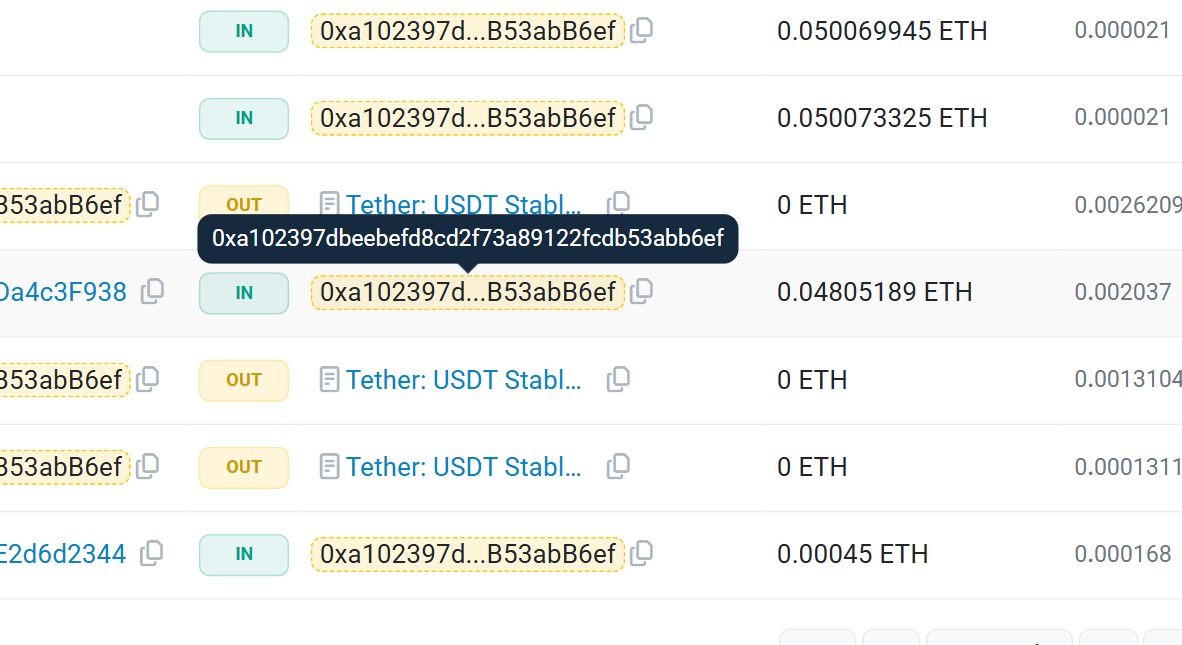 IN 0xa102397d...B53abB6ef 0.050069945 ETH 0.000021
IN 0xa102397d...B53abB6ef 0.050073325 ETH 0.000021
B53abB6ef OUT Tether: USDT Stabl... 0 ETH 0.0026209
0xa102397dbeebefd8cd2f73a89122fcdb53abb6ef
Da4c3F938 IN 0xa102397d...B53abB6ef 0.04805189 ETH 0.002037
B53abB6ef OUT Tether: USDT Stabl... 0 ETH 0.0013104
B53abB6ef OUT Tether: USDT Stabl... 0 ETH 0.0001311
E2d6d2344 IN 0xa102397d...B53abB6ef 0.00045 ETH 0.000168